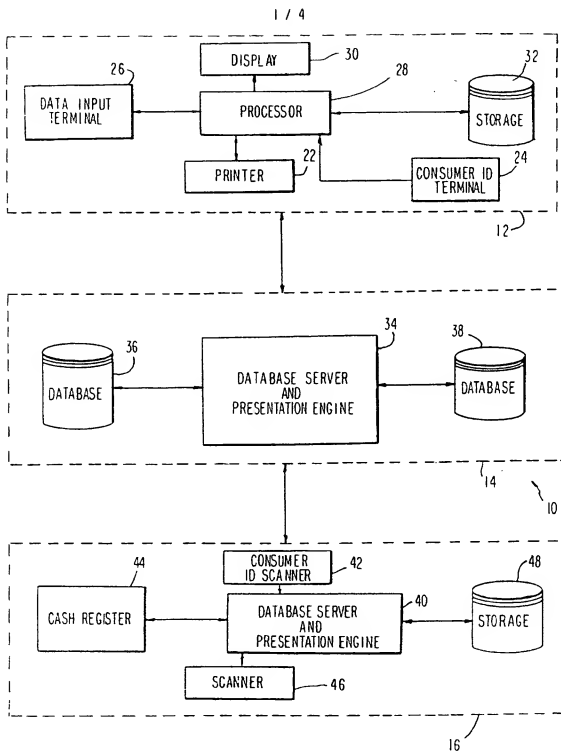 1 / 4
DISPLAY
30
26
DATA INPUT
TERMINAL
PROCESSOR
28
32
STORAGE
PRINTER
22
24
CONSUMER ID
TERMINAL
12
36
DATABASE
34
DATABASE SERVER
AND
PRESENTATION ENGINE
38
DATABASE
14
10
44
CASH REGISTER
CONSUMER
ID SCANNER
42
40
DATABASE SERVER
AND
PRESENTATION ENGINE
48
STORAGE
SCANNER
46
16